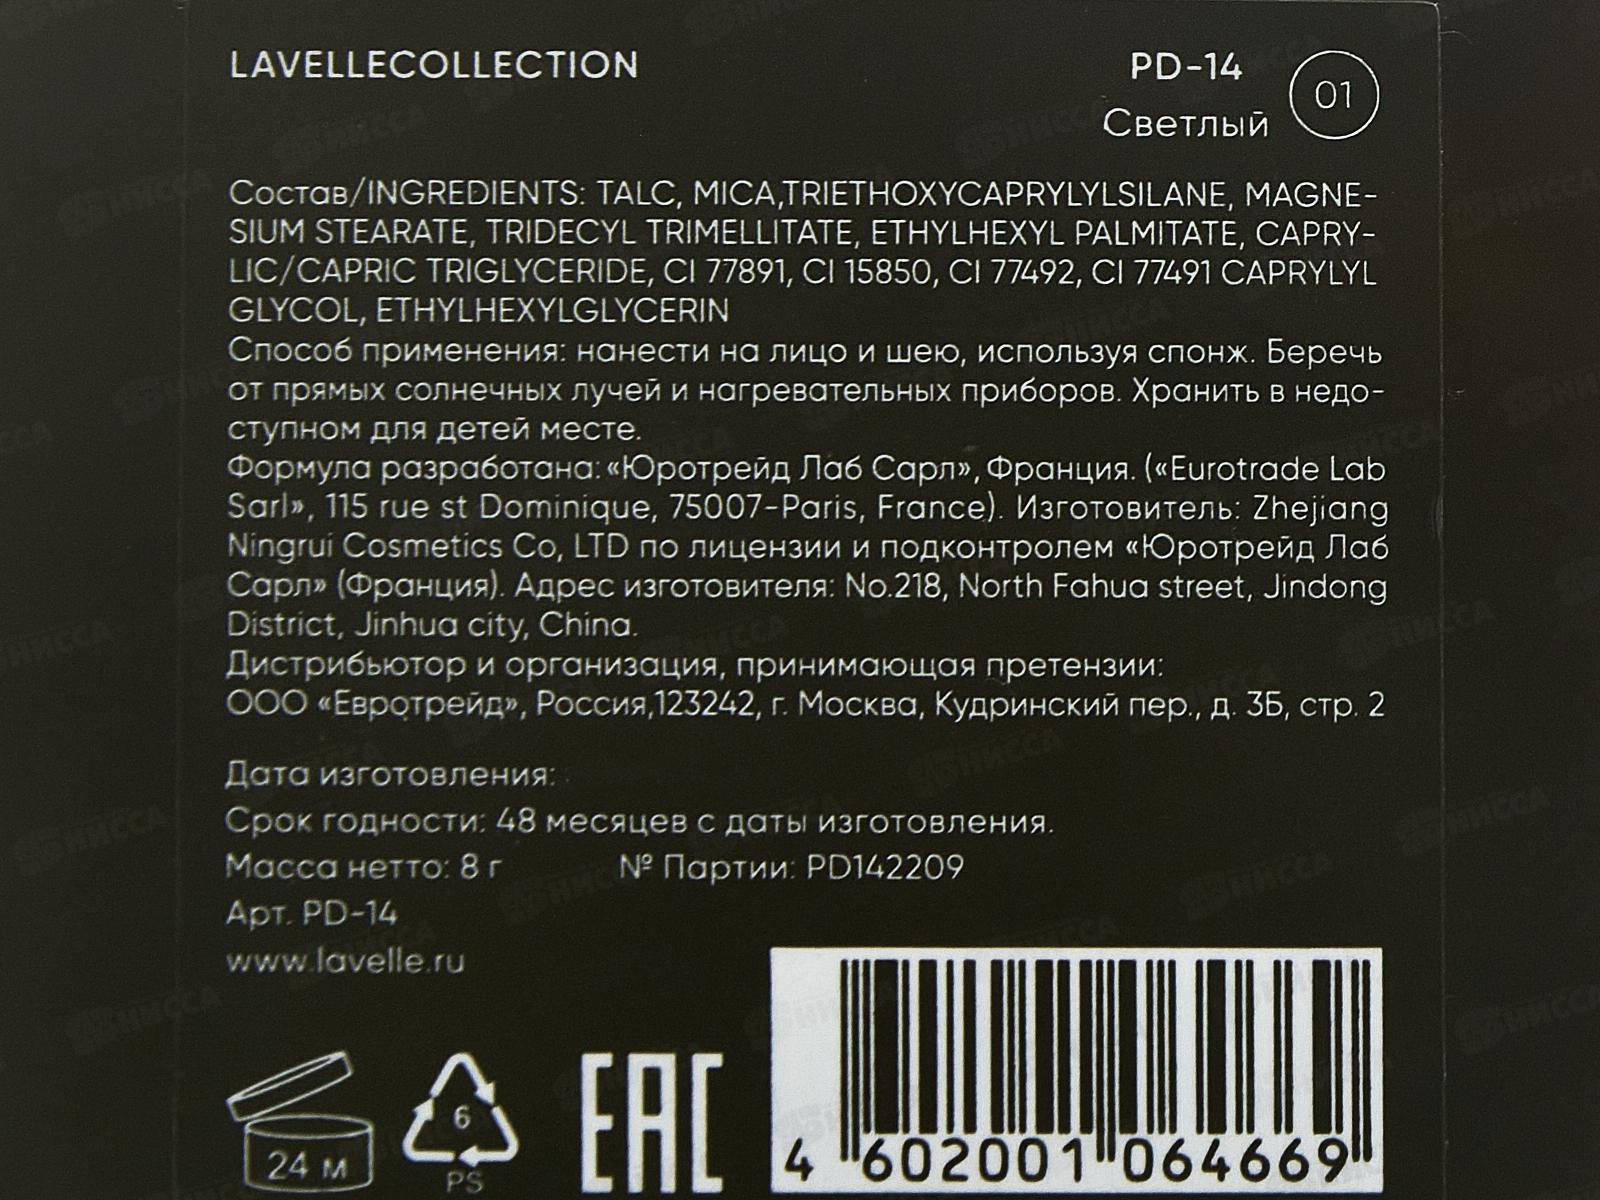 LAVELLECOLLECTION
PD-14
01
Светлый
Состав/INGREDIENTS: TALC, MICA,TRIETHOXYCAPRYLYLSILANE, MAGNE-
SIUM STEARATE, TRIDECYL TRIMELLITATE, ETHYLHEXYL PALMITATE, CAPRY-
LIC/CAPRIC TRIGLYCERIDE, CI 77891, CI 15850, CI 77492, CI 77491 CAPRYLYL
GLYCOL, ETHYLHEXYLGLYCERIN
Способ применения: нанести на лицо и шею, используя спонж. Беречь
от прямых солнечных лучей и нагревательных приборов. Хранить в недо-
ступном для детей месте.
Формула разработана: «Юротрейд Лаб Сарл», Франция. («Eurotrade Lab
Sarl», 115 rue st Dominique, 75007-Paris, France). Изготовитель: Zhejiang
Ningrui Cosmetics Co, LTD по лицензии и подконтролем «Юротрейд Лаб
Сарл» (Франция). Адрес изготовителя: No.218, North Fahua street, Jindong
District, Jinhua city, China.
Дистрибьютор и организация, принимающая претензии:
ООО «Евротрейд», Россия,123242, г. Москва, Кудринский пер., д. 3Б, стр. 2
Дата изготовления:
Срок годности: 48 месяцев с даты изготовления.
Масса нетто: 8 г № Партии: PD142209
Арт. PD-14
www.lavelle.ru
24 м
6
PS
EAC
4 602001 064669